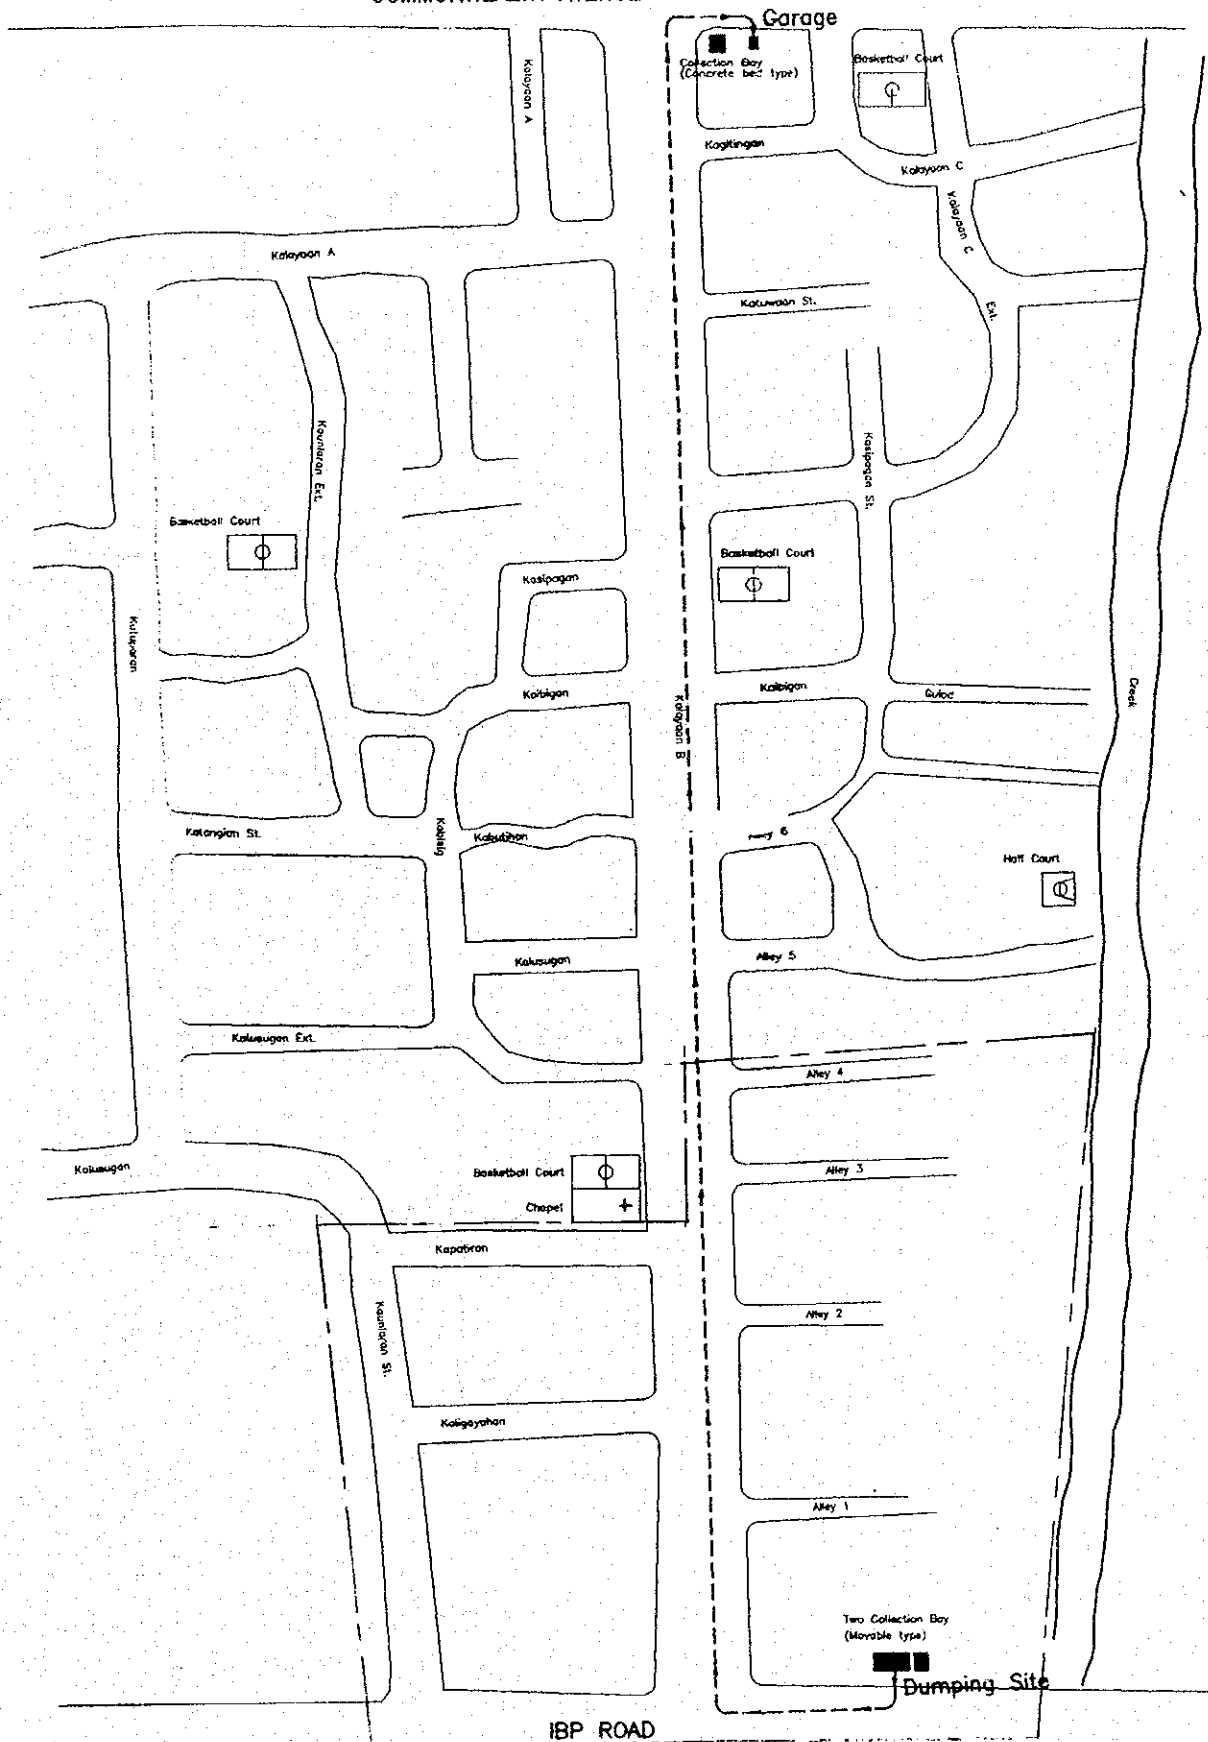 Garage
Collection Bay
(Concrete bed type)
Basketball Court
Kalayaan A
Kagitingan
Kalayaan C
Kalayaan C
Ext.
Kalayaan A
Katuwaan St.
Kaunlaran Ext.
Kasipagan St.
Basketball Court
Basketball Court
Kasipagan
Katuparan
Kaibigan
Kalayaan B
Kaibigan
Creek
Katangian St.
Kabisig
Kabutihan
Alley 6
Half Court
Kalusugan
Alley 5
Kalusugan Ext.
Alley 4
Kalusugan
Basketball Court
Alley 3
Chapel
Kapatiran
Kaunlaran St.
Alley 2
Kaligayahan
Alley 1
Two Collection Bay
(Movable type)
Dumping Site
IBP ROAD